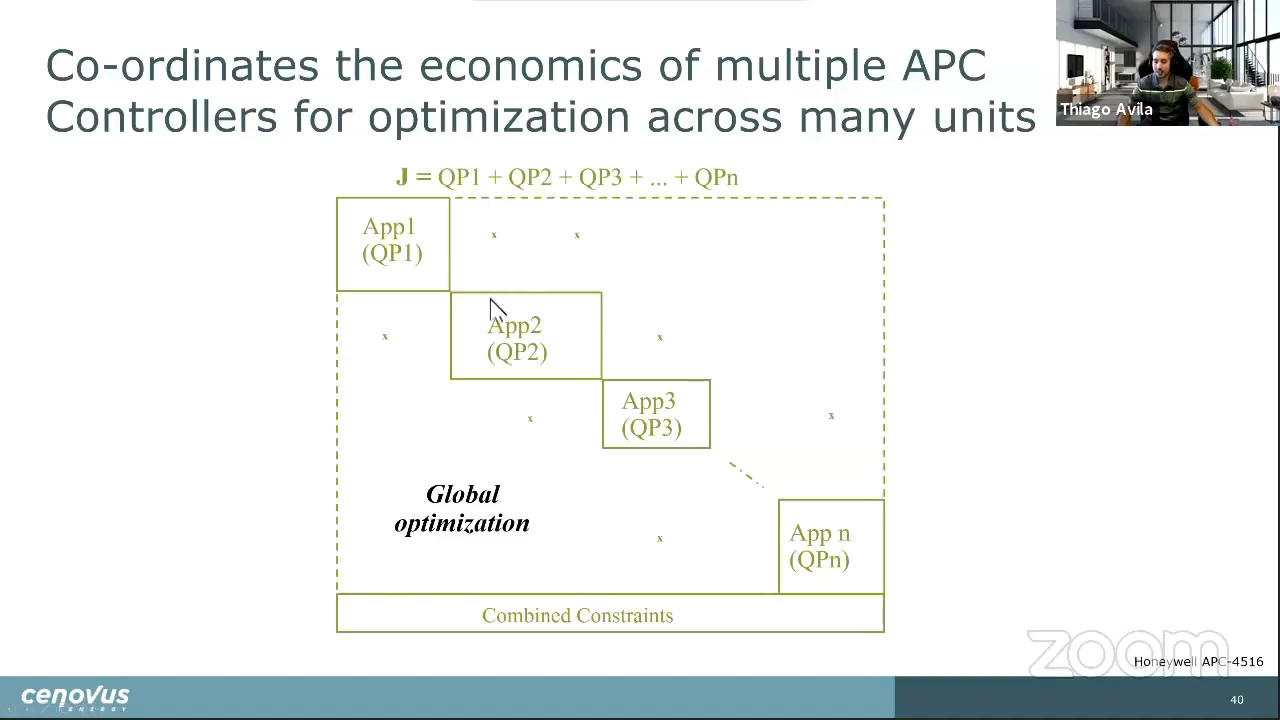 Co-ordinates the economics of multiple APC
Controllers for optimization across many units
Thiago Avila
J = QP1 + QP2 + QP3 + ... + QPn
App1
(QP1)
x x
App2
(QP2)
x
x
App3
(QP3)
x
x
Global
optimization
x
App n
(QPn)
Combined Constraints
zoom
Honeywell APC-4516
cenovus
ENERGY
40